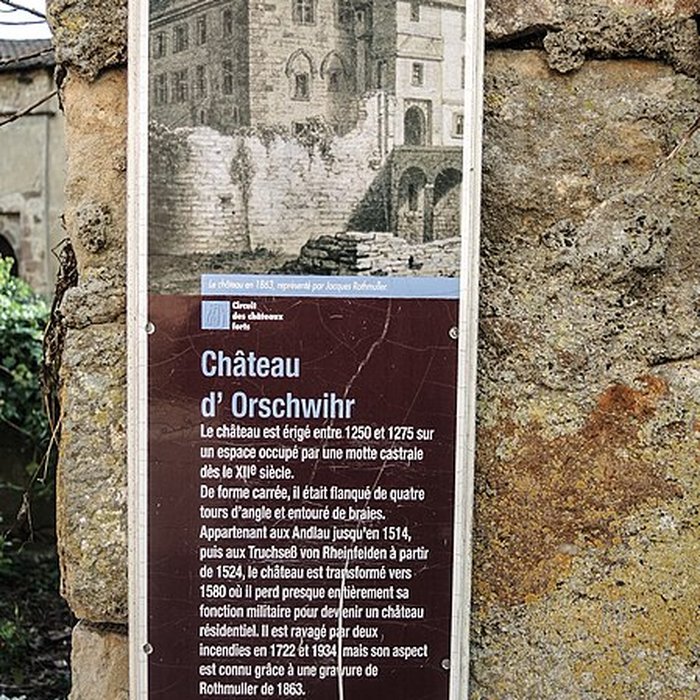 Le château en 1863, représenté par Jacques Rothmuller.
Circuit
des châteaux
forts
Château
d' Orschwihr
Le château est érigé entre 1250 et 1275 sur
un espace occupé par une motte castrale
dès le XIIe siècle.
De forme carrée, il était flanqué de quatre
tours d'angle et entouré de braies.
Appartenant aux Andlau jusqu'en 1514,
puis aux Truchseß von Rheinfelden à partir
de 1524, le château est transformé vers
1580 où il perd presque entièrement sa
fonction militaire pour devenir un château
résidentiel. Il est ravagé par deux
incendies en 1722 et 1934, mais son aspect
est connu grâce à une gravure de
Rothmuller de 1863.